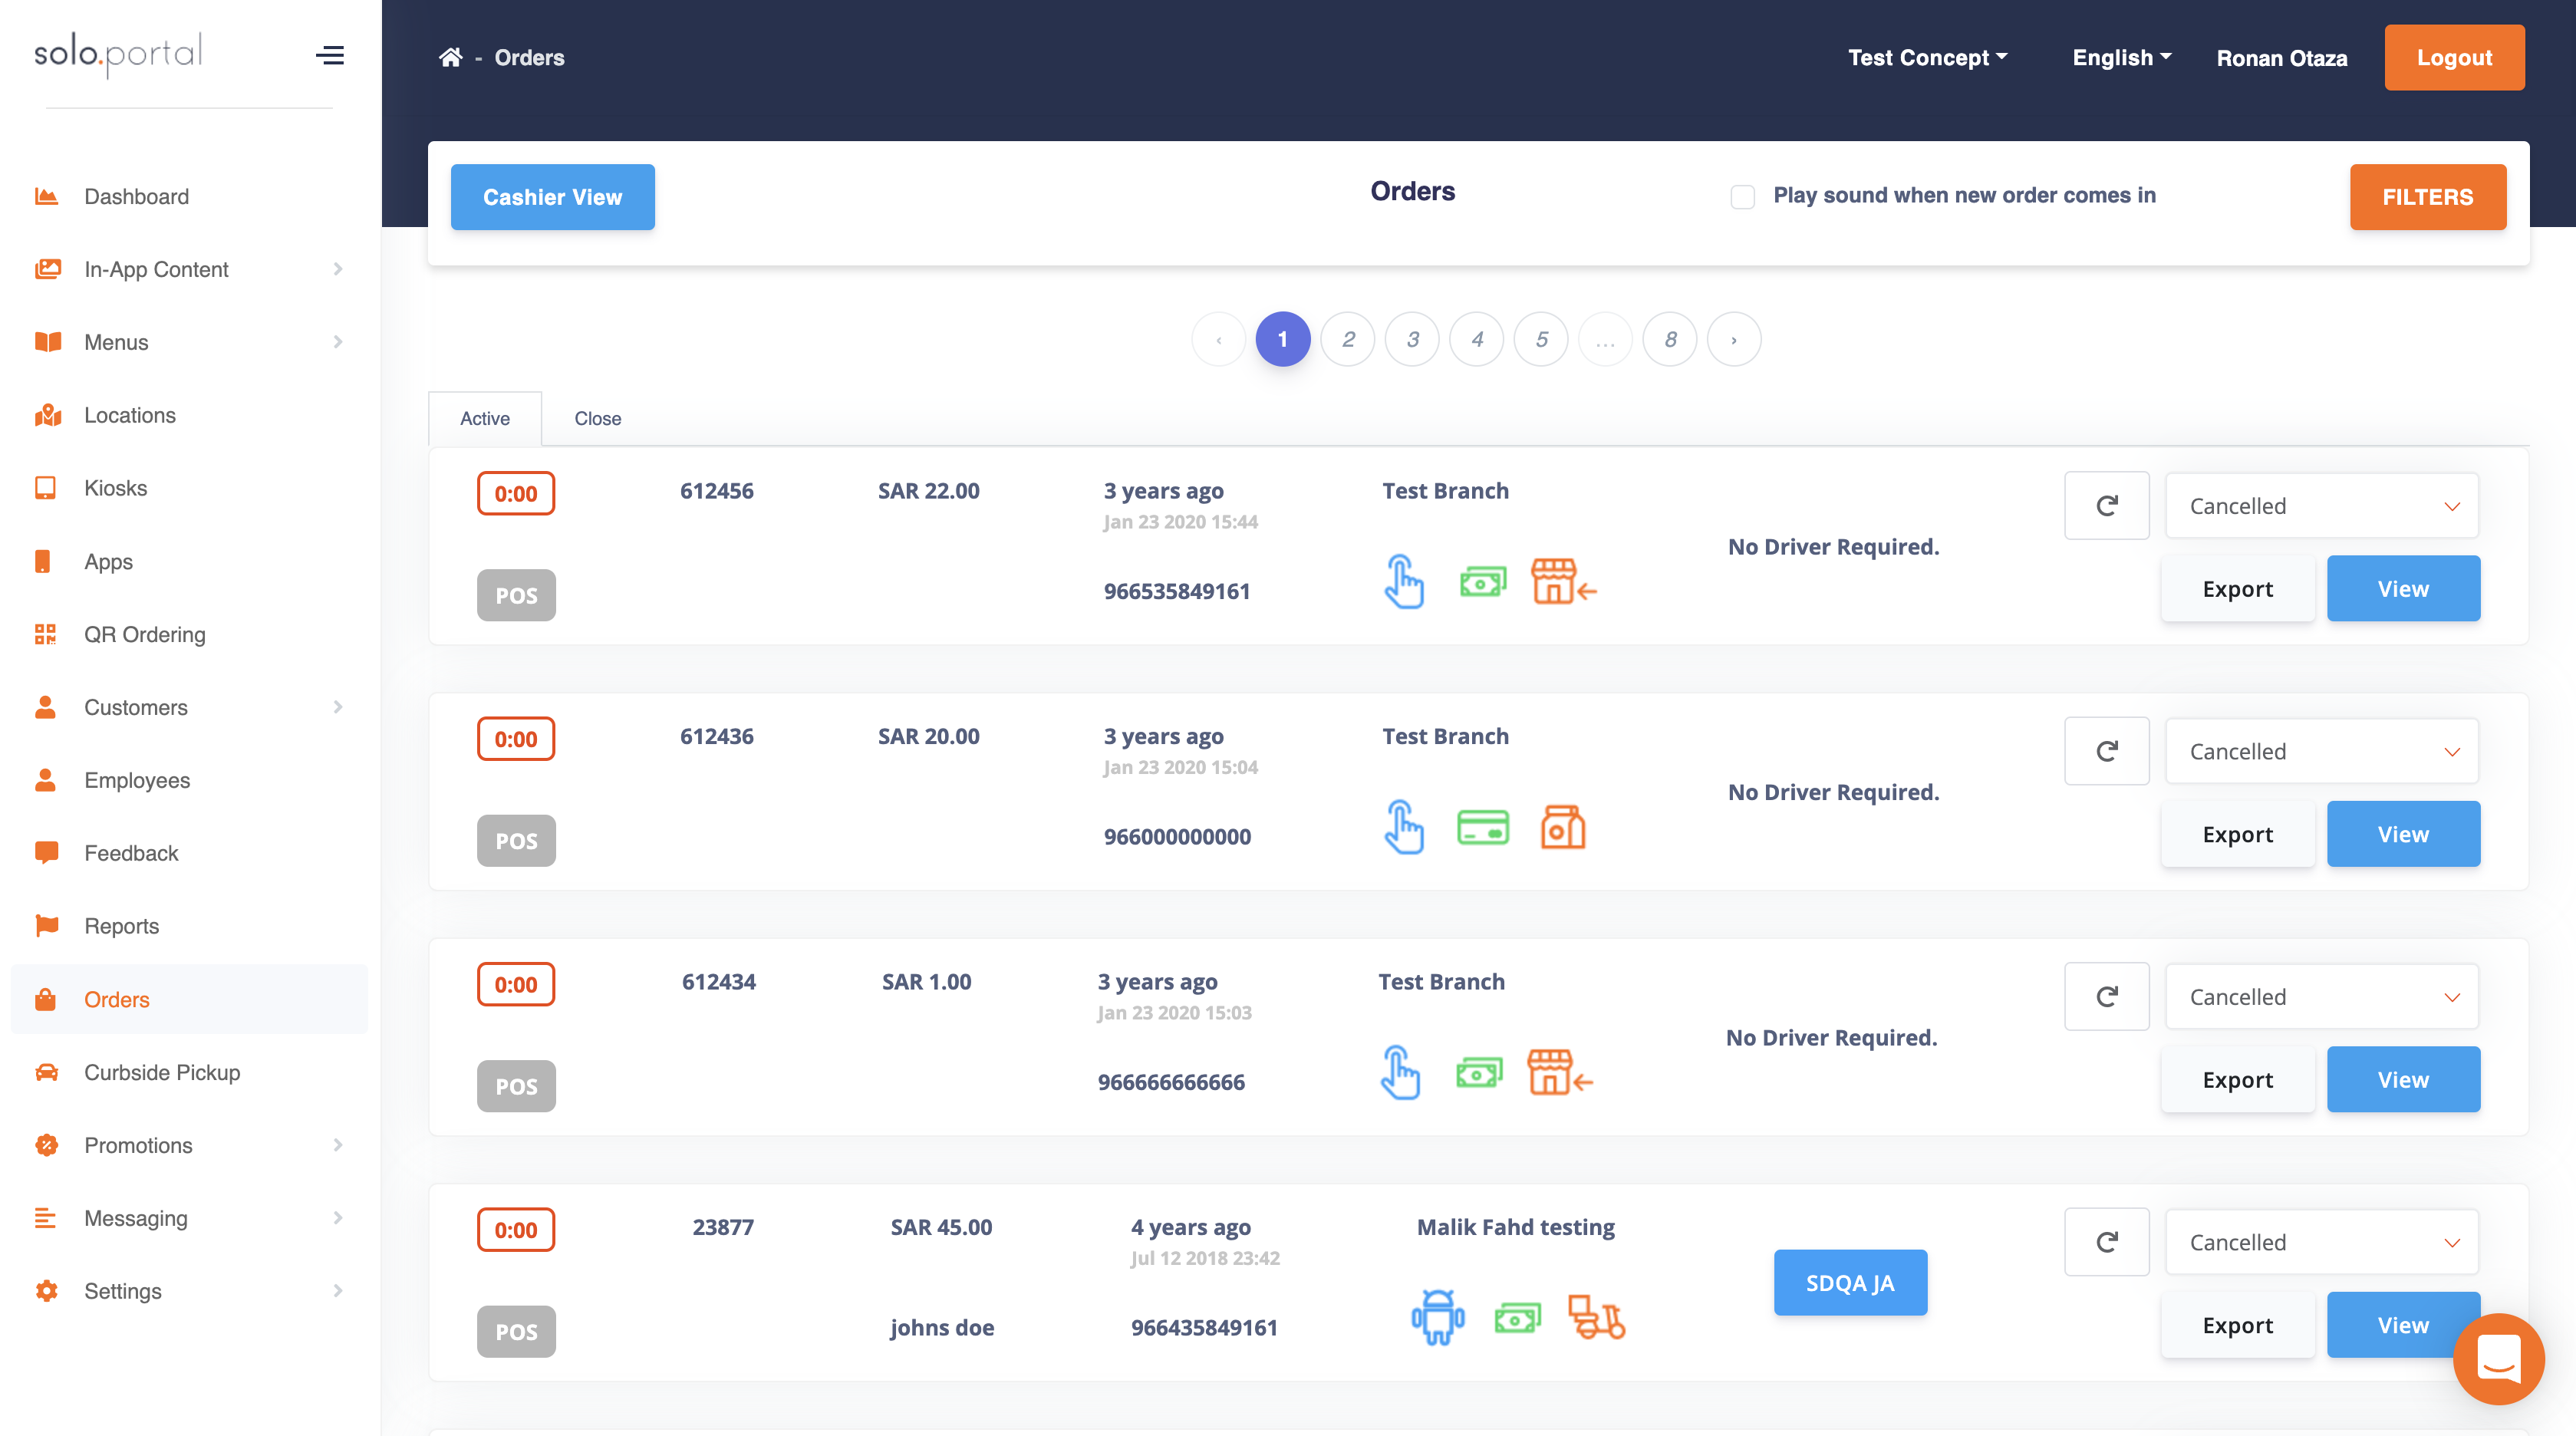 solo.portal
- Orders
Test Concept
English
Ronan Otaza
Logout
Dashboard
In-App Content
Menus
Locations
Kiosks
Apps
QR Ordering
Customers
Employees
Feedback
Reports
Orders
Curbside Pickup
Promotions
Messaging
Settings
Cashier View
Orders
Play sound when new order comes in
FILTERS
‹ 1 2 3 4 5 ... 8 ›
Active
Close
0:00
612456
SAR 22.00
3 years ago
Jan 23 2020 15:44
Test Branch
No Driver Required.
Cancelled
POS
966535849161
Export
View
0:00
612436
SAR 20.00
3 years ago
Jan 23 2020 15:04
Test Branch
No Driver Required.
Cancelled
POS
966000000000
Export
View
0:00
612434
SAR 1.00
3 years ago
Jan 23 2020 15:03
Test Branch
No Driver Required.
Cancelled
POS
966666666666
Export
View
0:00
23877
SAR 45.00
4 years ago
Jul 12 2018 23:42
Malik Fahd testing
SDQA JA
Cancelled
POS
johns doe
966435849161
Export
View